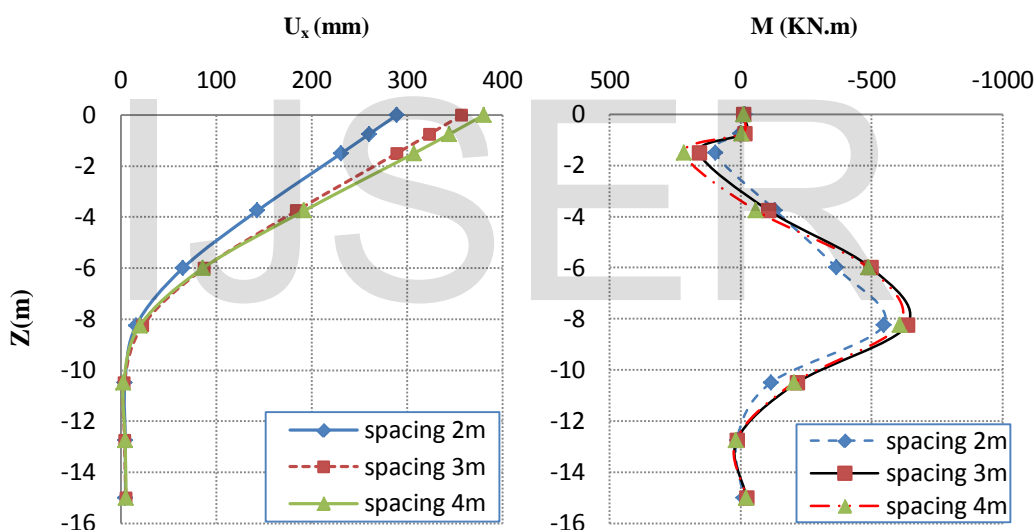 Uₓ (mm)
0 100 200 300 400
0
-2
-4
-6
-8
-10
-12
-14
-16
Z(m)
spacing 2m
spacing 3m
spacing 4m
M (KN.m)
500 0 -500 -1000
0
-2
-4
-6
-8
-10
-12
-14
-16
spacing 2m
spacing 3m
spacing 4m
IJSER